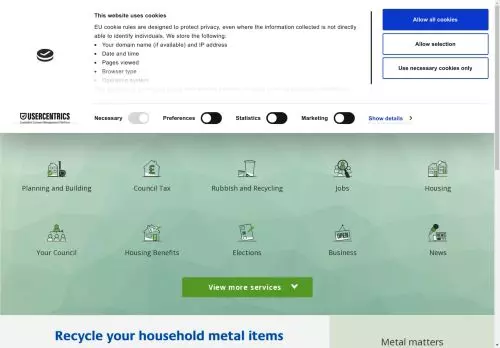 This website uses cookies
EU cookie rules are designed to protect privacy, even where the information collected is not directly
able to identify individuals. We store the following:
• Your domain name (if available) and IP address
• Date and time
• Pages viewed
• Browser type
• Operating system
Allow all cookies
Allow selection
Use necessary cookies only
USERCENTRICS
Necessary
Preferences
Statistics
Marketing
Show details
Planning and Building
Council Tax
Rubbish and Recycling
Jobs
Housing
Your Council
Housing Benefits
Elections
Business
News
View more services
Recycle your household metal items
Metal matters